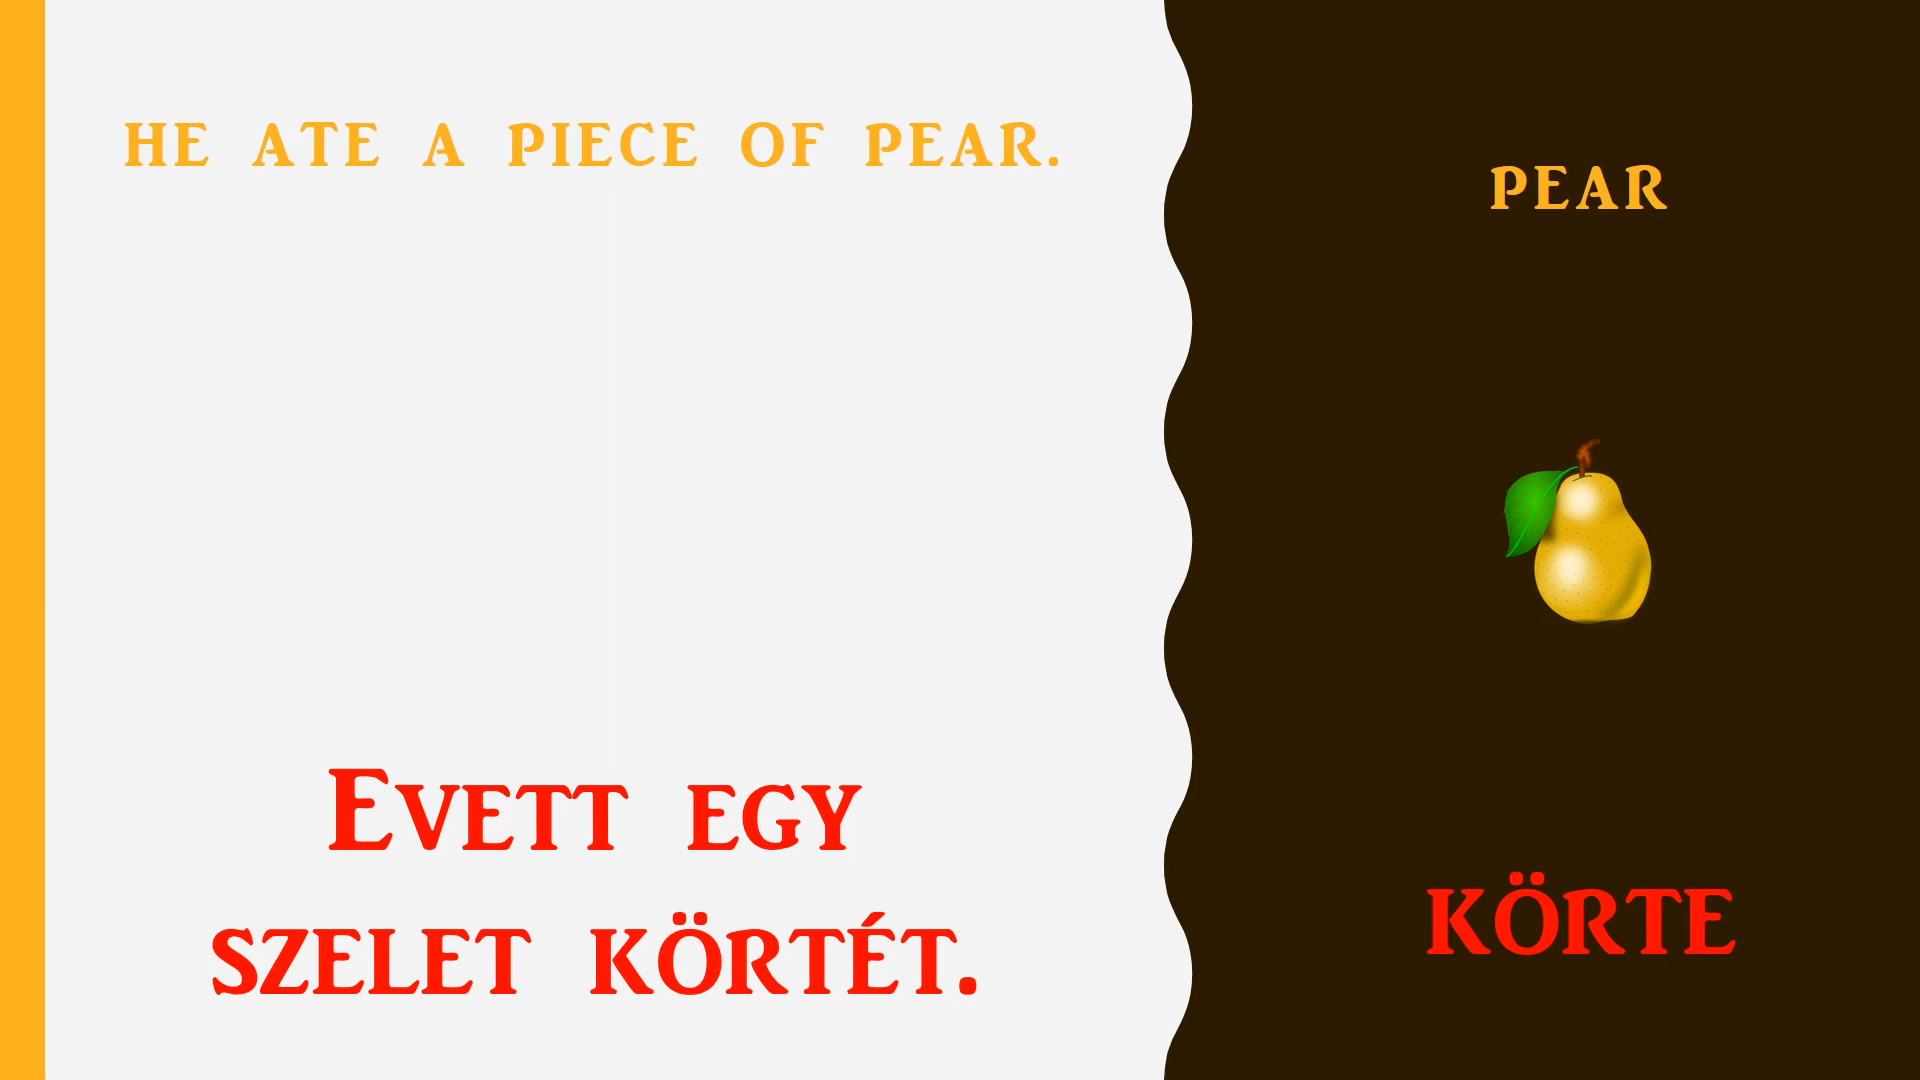 HE ATE A PIECE OF PEAR.
EVETT EGY
SZELET KÖRTÉT.
PEAR
KÖRTE